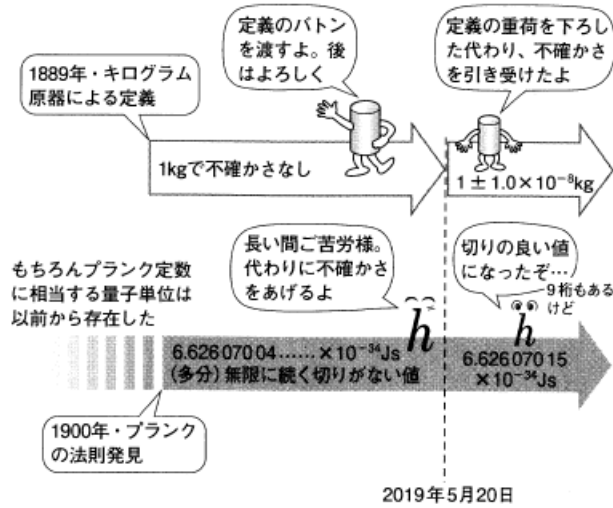 定義のバトン
を渡すよ。後
はよろしく
定義の重荷を下ろし
た代わり、不確かさ
を引き受けたよ
1889年・キログラム
原器による定義
1kgで不確かさなし
1 ± 1.0×10⁻⁸kg
長い間ご苦労様。
代わりに不確かさ
をあげるよ
切りの良い値
になったぞ…
9桁もある
けど
もちろんプランク定数
に相当する量子単位は
以前から存在した
h
h
6.626 070 04……×10⁻³⁴Js
(多分)無限に続く切りがない値
6.626 070 15
×10⁻³⁴Js
1900年・プランク
の法則発見
2019年5月20日